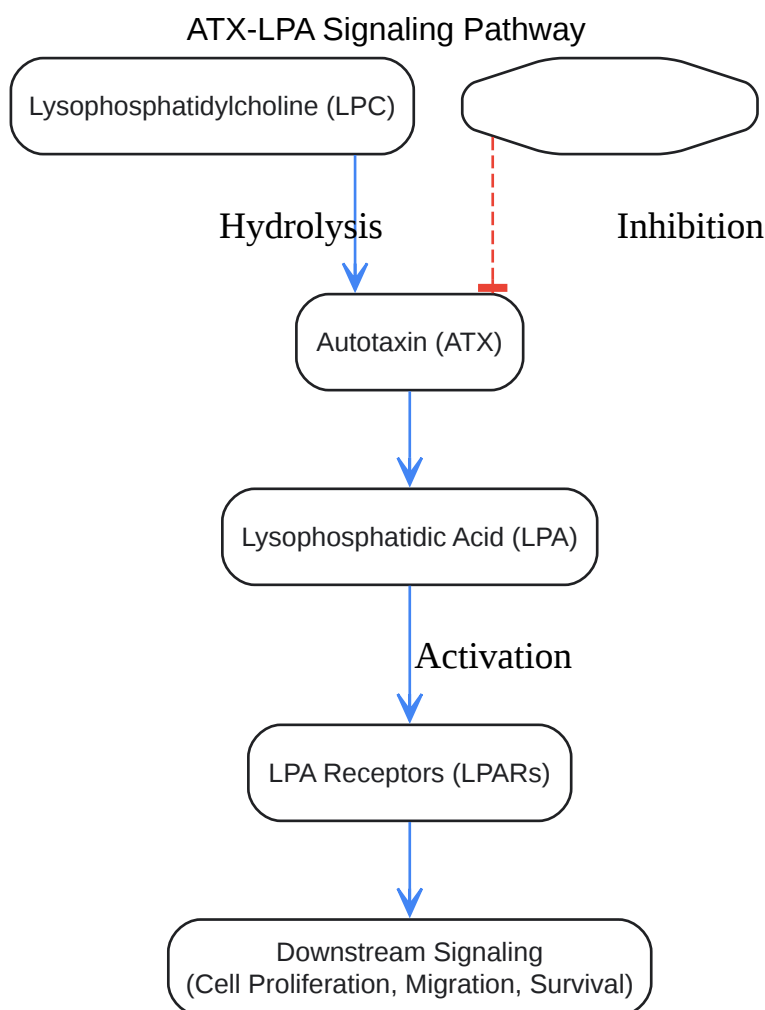 ATX-LPA Signaling Pathway
Lysophosphatidylcholine (LPC)
Hydrolysis
Inhibition
Autotaxin (ATX)
Lysophosphatidic Acid (LPA)
Activation
LPA Receptors (LPARs)
Downstream Signaling
(Cell Proliferation, Migration, Survival)